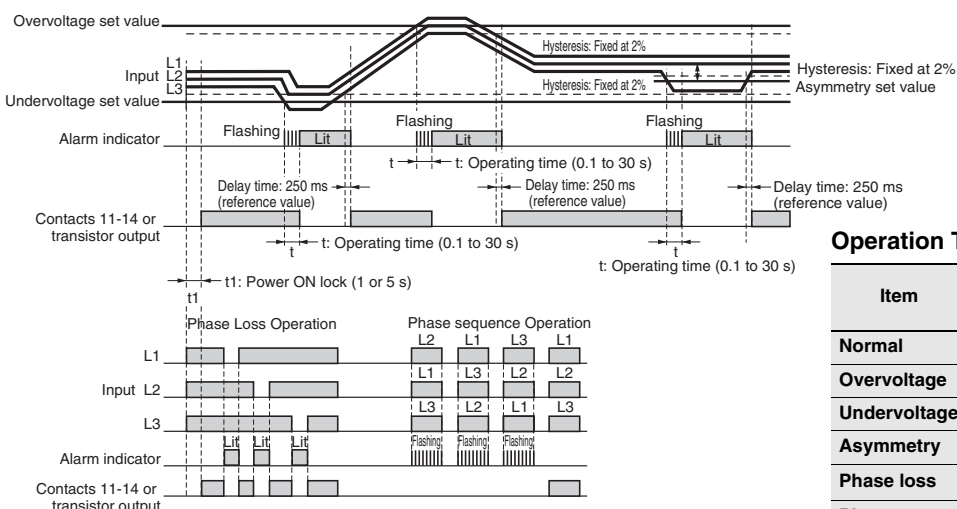 Overvoltage set value
Hysteresis: Fixed at 2%
L1
Input L2
L3
Hysteresis: Fixed at 2%
Hysteresis: Fixed at 2%
Asymmetry set value
Undervoltage set value
Flashing
Flashing
Flashing
Alarm indicator
Lit
Lit
Lit
t
t: Operating time (0.1 to 30 s)
Delay time: 250 ms
(reference value)
Delay time: 250 ms
(reference value)
Delay time: 250 ms
(reference value)
Contacts 11-14 or
transistor output
t: Operating time (0.1 to 30 s)
t
t
t: Operating time (0.1 to 30 s)
t1: Power ON lock (1 or 5 s)
t1
Phase Loss Operation
Phase sequence Operation
L2 L1 L3 L1
L1
L1 L3 L2 L2
Input L2
L3 L2 L1 L3
L3
Lit Lit Lit
Flashing Flashing Flashing
Alarm indicator
Contacts 11-14 or
transistor output
Operation T
Item
Normal
Overvoltage
Undervoltage
Asymmetry
Phase loss